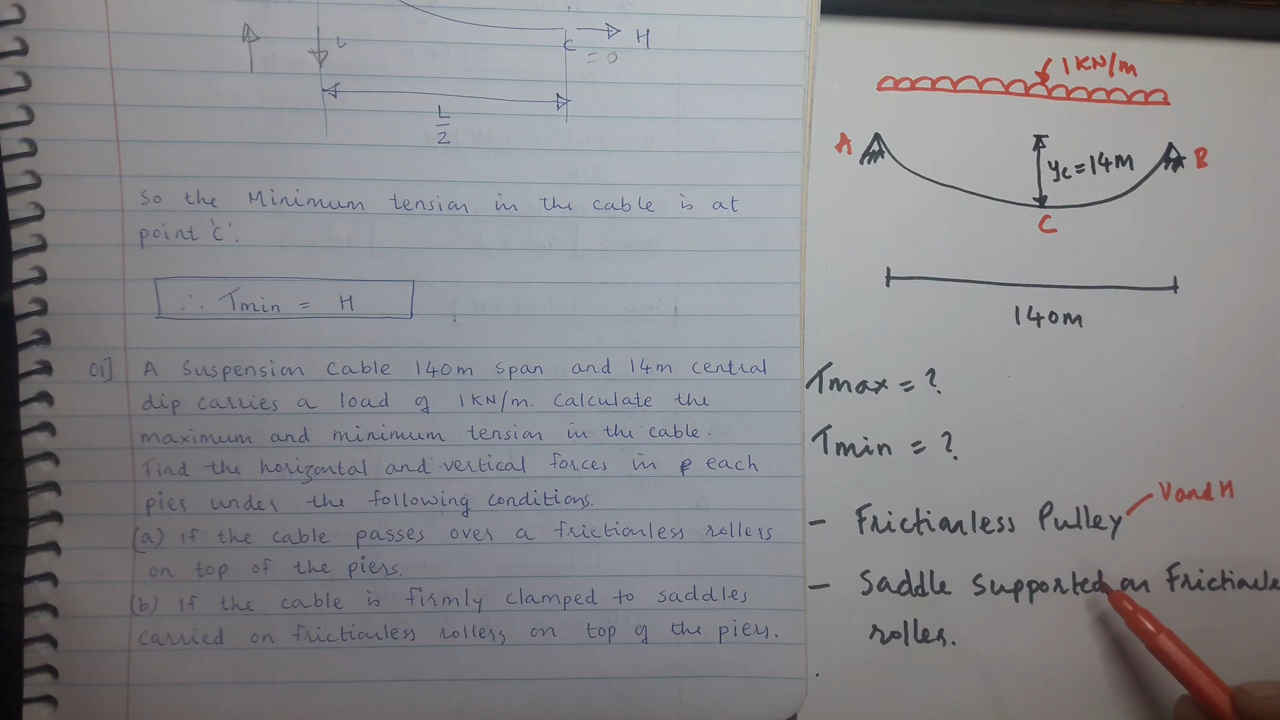 H
C
= 0
L
2
So the Minimum tension in the cable is at
point 'C'.
∴ Tmin = H
01] A suspension cable 140m span and 14m central
dip carries a load of 1KN/m. Calculate the
maximum and minimum tension in the cable.
Find the horizontal and vertical forces in each
pier under the following conditions.
(a) if the cable passes over a frictionless rollers
on top of the piers.
(b) if the cable is firmly clamped to saddles
carried on frictionless rollers on top of the piers.
1KN/m
A
yc = 14M
B
C
140m
Tmax = ?
Tmin = ?
- Frictionless Pulley
V and H
- Saddle supported on Frictionle
roller.